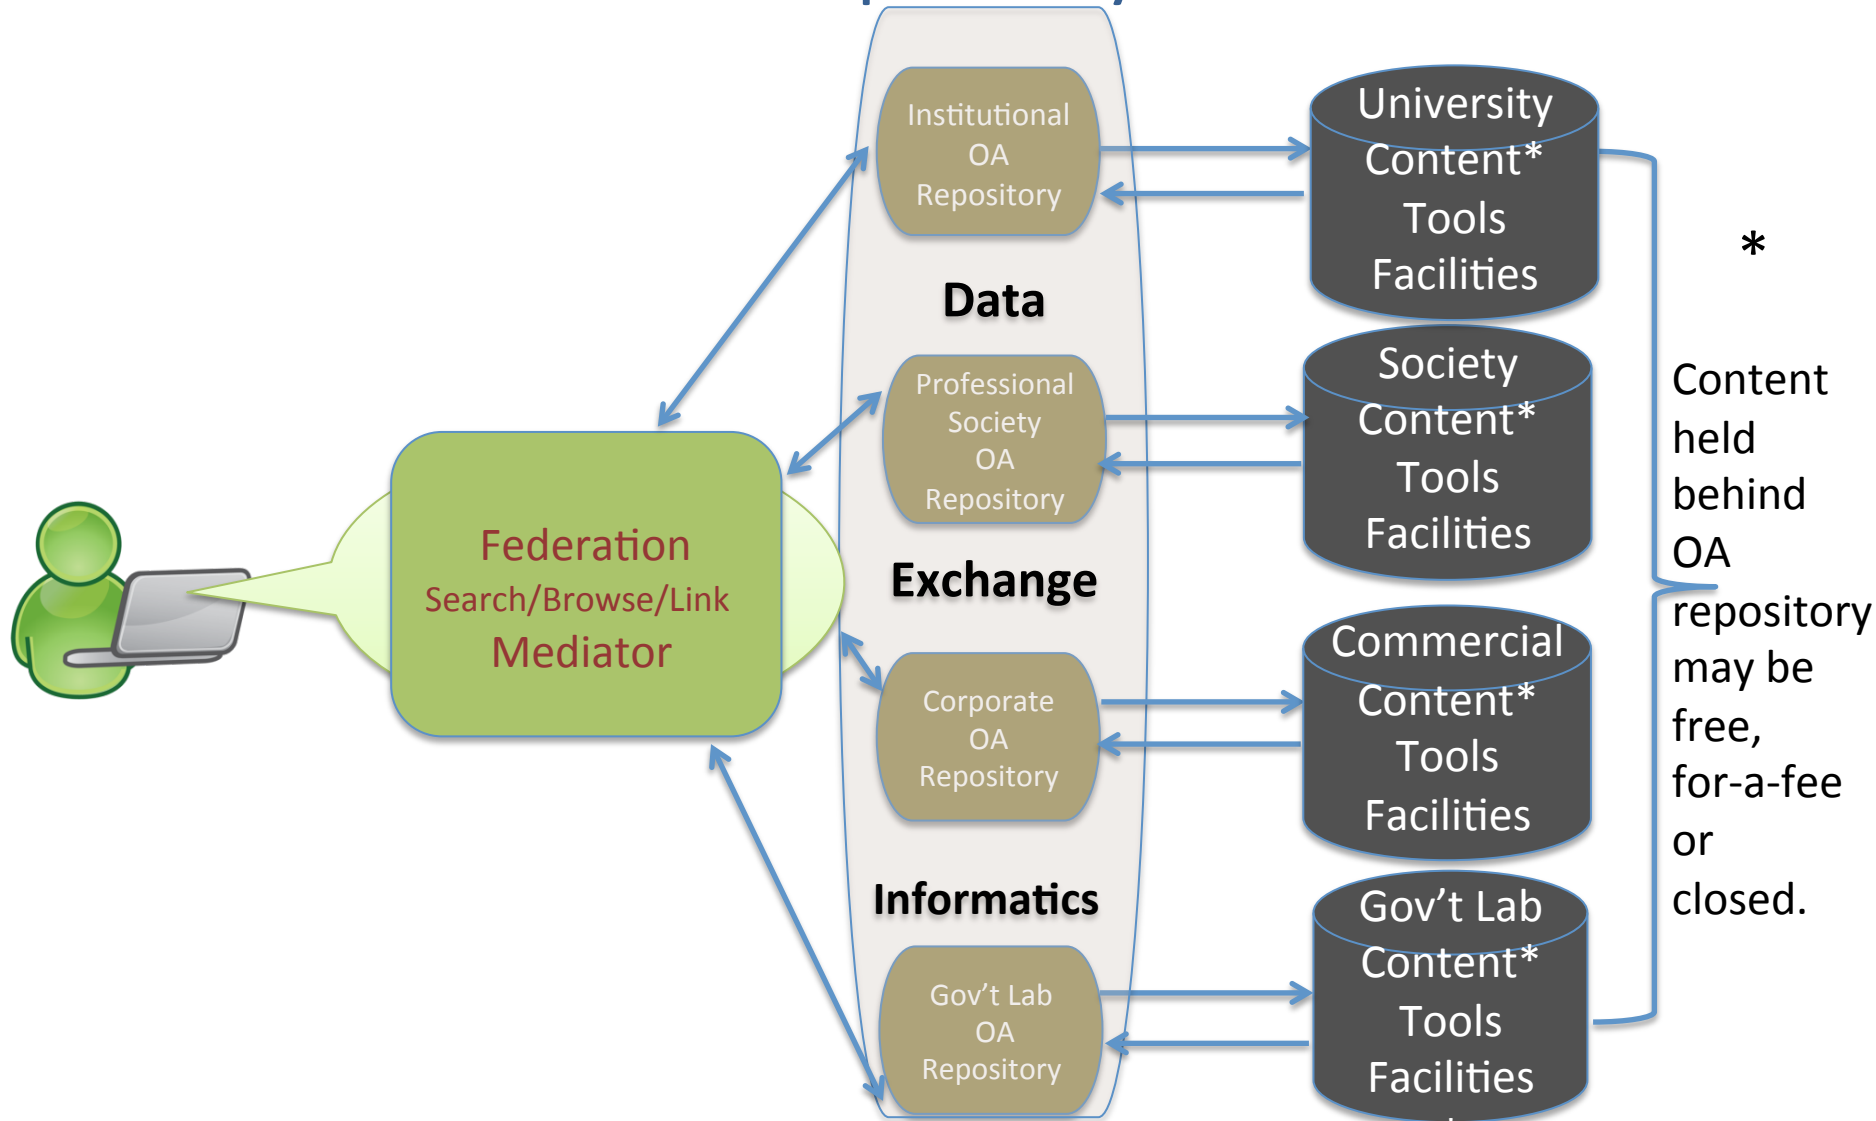 Institutional
OA
Repository
Data
Professional
Society
OA
Repository
Exchange
Corporate
OA
Repository
Informatics
Gov't Lab
OA
Repository
Federation
Search/Browse/Link
Mediator
University
Content*
Tools
Facilities
Society
Content*
Tools
Facilities
Commercial
Content*
Tools
Facilities
Gov't Lab
Content*
Tools
Facilities
*
Content
held
behind
OA
repository
may be
free,
for-a-fee
or
closed.